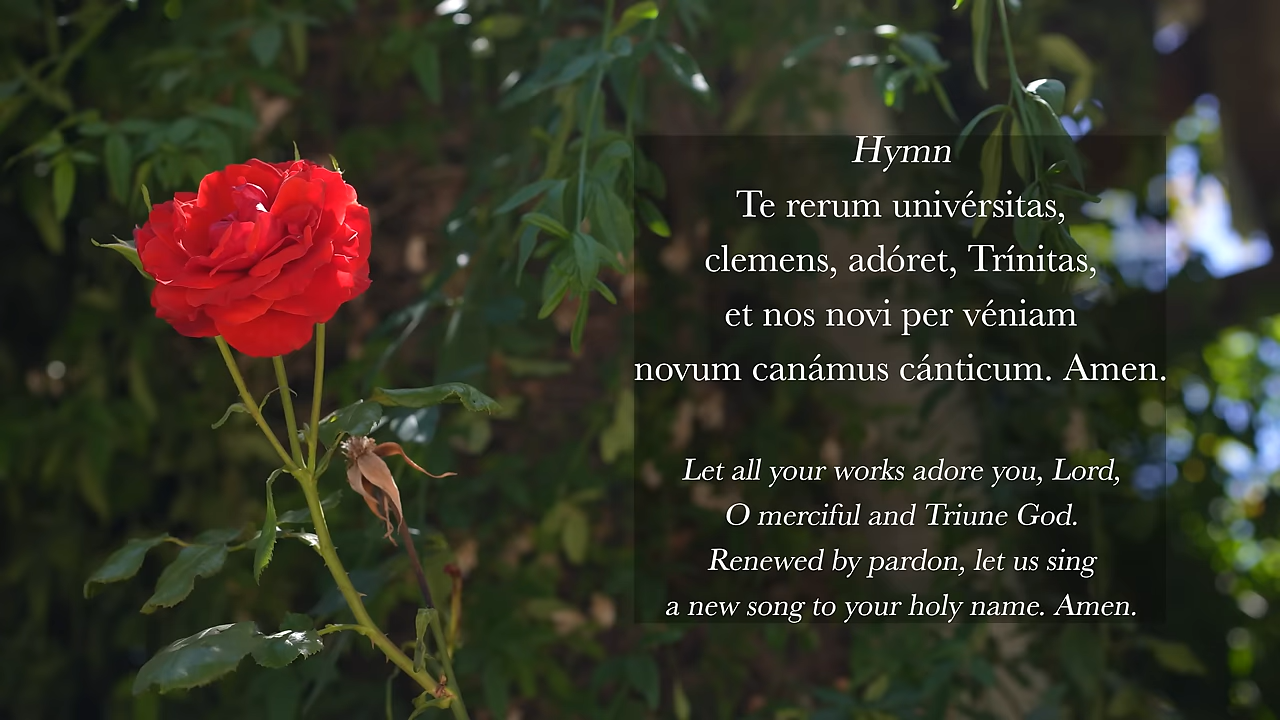 Hymn
Te rerum univérsitas,
clemens, adóret, Trínitas,
et nos novi per véniam
novum canámus cánticum. Amen.
Let all your works adore you, Lord,
O merciful and Triune God.
Renewed by pardon, let us sing
a new song to your holy name. Amen.